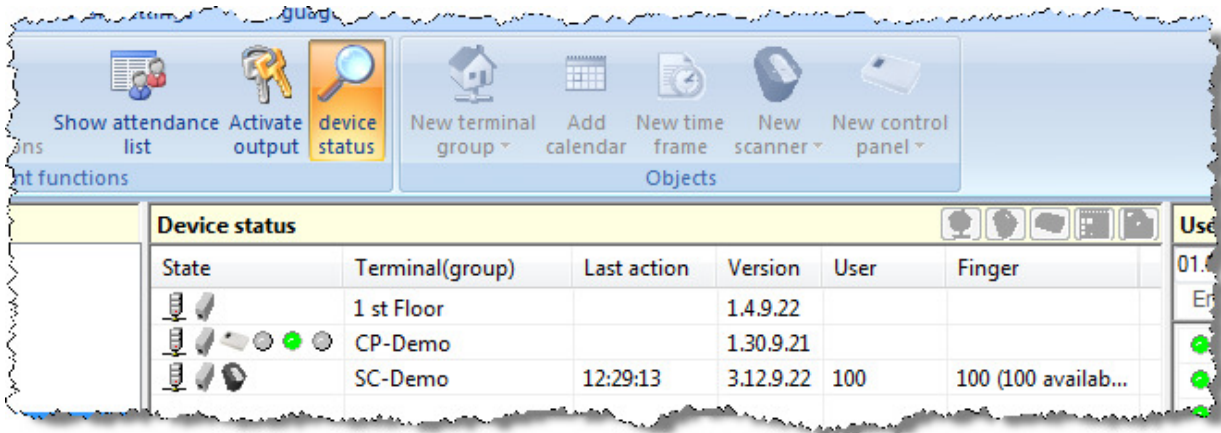 Show attendance list
Activate output
device status
New terminal group
Add calendar
New time frame
New scanner
New control panel
nt functions
Objects
Device status
State Terminal(group) Last action Version User Finger
1 st Floor 1.4.9.22
CP-Demo 1.30.9.21
SC-Demo 12:29:13 3.12.9.22 100 100 (100 availab...